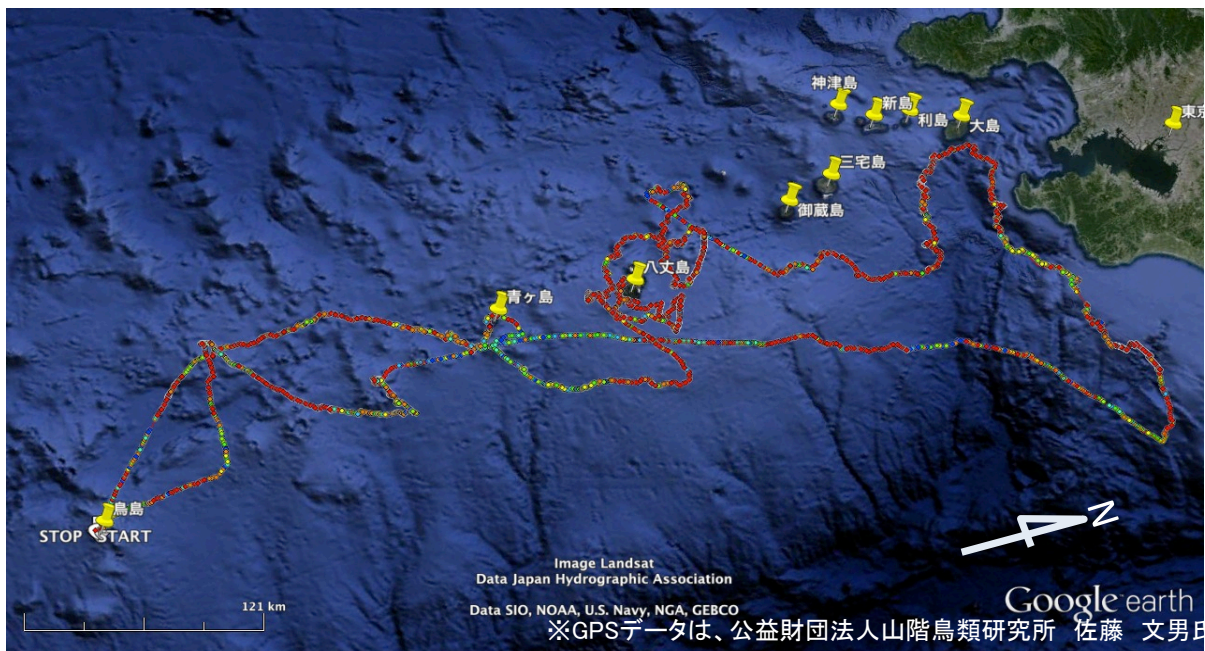 神津島
新島
利島
大島
東京
三宅島
御蔵島
八丈島
青ヶ島
鳥島
STOP START
N
Image Landsat
Data Japan Hydrographic Association
121 km
Data SIO, NOAA, U.S. Navy, NGA, GEBCO
Google earth
※GPSデータは、公益財団法人山階鳥類研究所 佐藤 文男氏